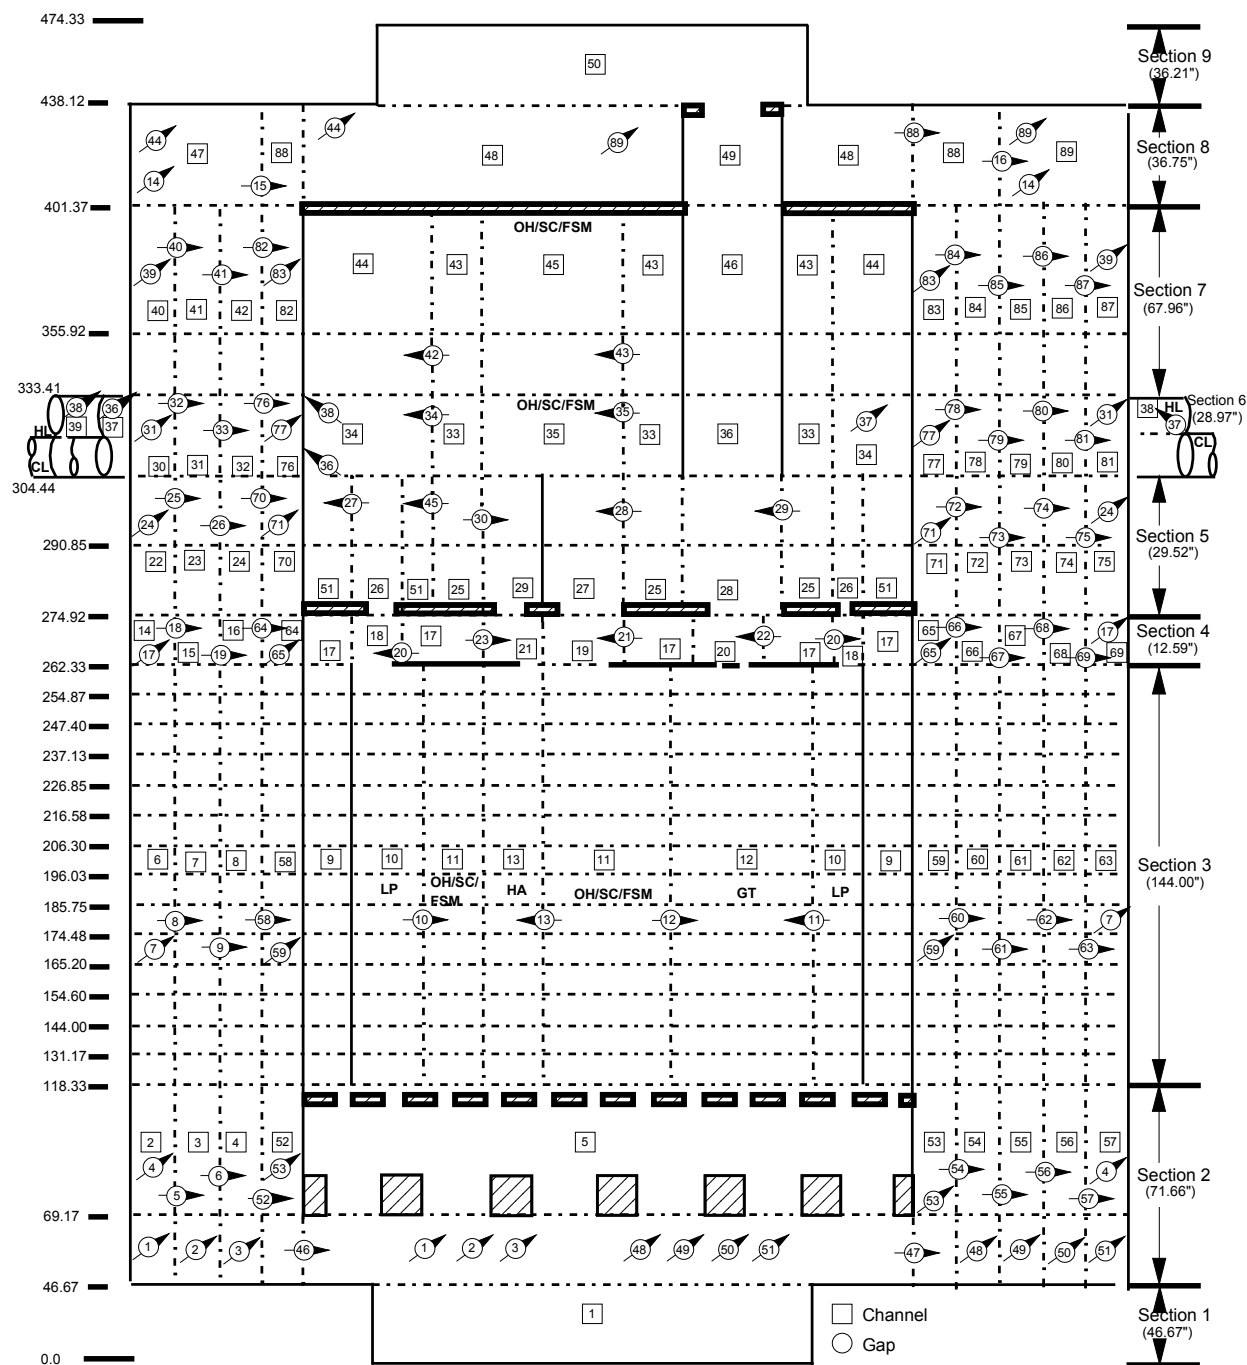 474.33
50
Section 9
(36.21")
438.12
44 47 88 44 48 89 49 48 88 88 16 89 89
14 15 14
Section 8
(36.75")
401.37
OH/SC/FSM
40 82 44 43 45 43 46 43 44 84 86 39
39 41 83 83 85 87
40 41 42 82 83 84 85 86 87
Section 7
(67.96")
355.92
42 43
333.41
38 36 32 76 38 34 OH/SC/FSM 35 37 78 80 31
39 37 31 33 77 34 33 35 33 36 33 34 77 79 81
HL
CL
30 31 32 76 36 77 78 79 80 81
38 HL 37 CL
Section 6
(28.97")
304.44
25 70 27 45 28 29 72 74 24
24 26 71 30 71 73 75
290.85
22 23 24 70 71 72 73 74 75
51 26 51 25 29 27 25 28 25 26 51
Section 5
(29.52")
274.92
14 18 16 64 64 18 17 23 21 22 20 17 65 66 67 68 17
17 15 19 65 17 20 21 19 17 20 17 18 65 66 67 68 69 69
Section 4
(12.59")
262.33
254.87
247.40
237.13
226.85
216.58
206.30
6 7 8 58 9 10 11 13 11 12 10 9 59 60 61 62 63
196.03
LP OH/SC/
FSM HA OH/SC/FSM GT LP
Section 3
(144.00")
185.75
8 58 10 13 12 11 60 62 7
174.48
7 9 59 59 61 63
165.20
154.60
144.00
131.17
118.33
2 3 4 52 5 53 54 55 56 57
4 6 53 54 56 4
5 52 53 55 57
Section 2
(71.66")
69.17
1 2 3 46 1 2 3 48 49 50 51 47 48 49 50 51
46.67
1
Channel
Gap
Section 1
(46.67")
0.0